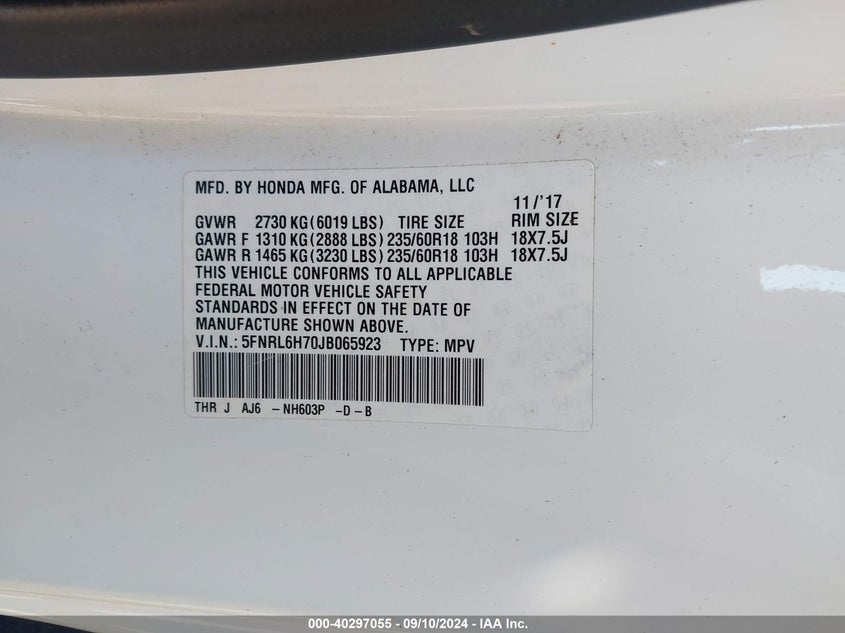 MFD. BY HONDA MFG. OF ALABAMA, LLC
11/'17
GVWR 2730 KG(6019 LBS) TIRE SIZE RIM SIZE
GAWR F 1310 KG(2888 LBS) 235/60R18 103H 18X7.5J
GAWR R 1465 KG(3230 LBS) 235/60R18 103H 18X7.5J
THIS VEHICLE CONFORMS TO ALL APPLICABLE
FEDERAL MOTOR VEHICLE SAFETY
STANDARDS IN EFFECT ON THE DATE OF
MANUFACTURE SHOWN ABOVE.
V.I.N.: 5FNRL6H70JB065923 TYPE: MPV
THR J AJ6 -NH603P -D-B
000-40297055 - 09/10/2024 - IAA Inc.